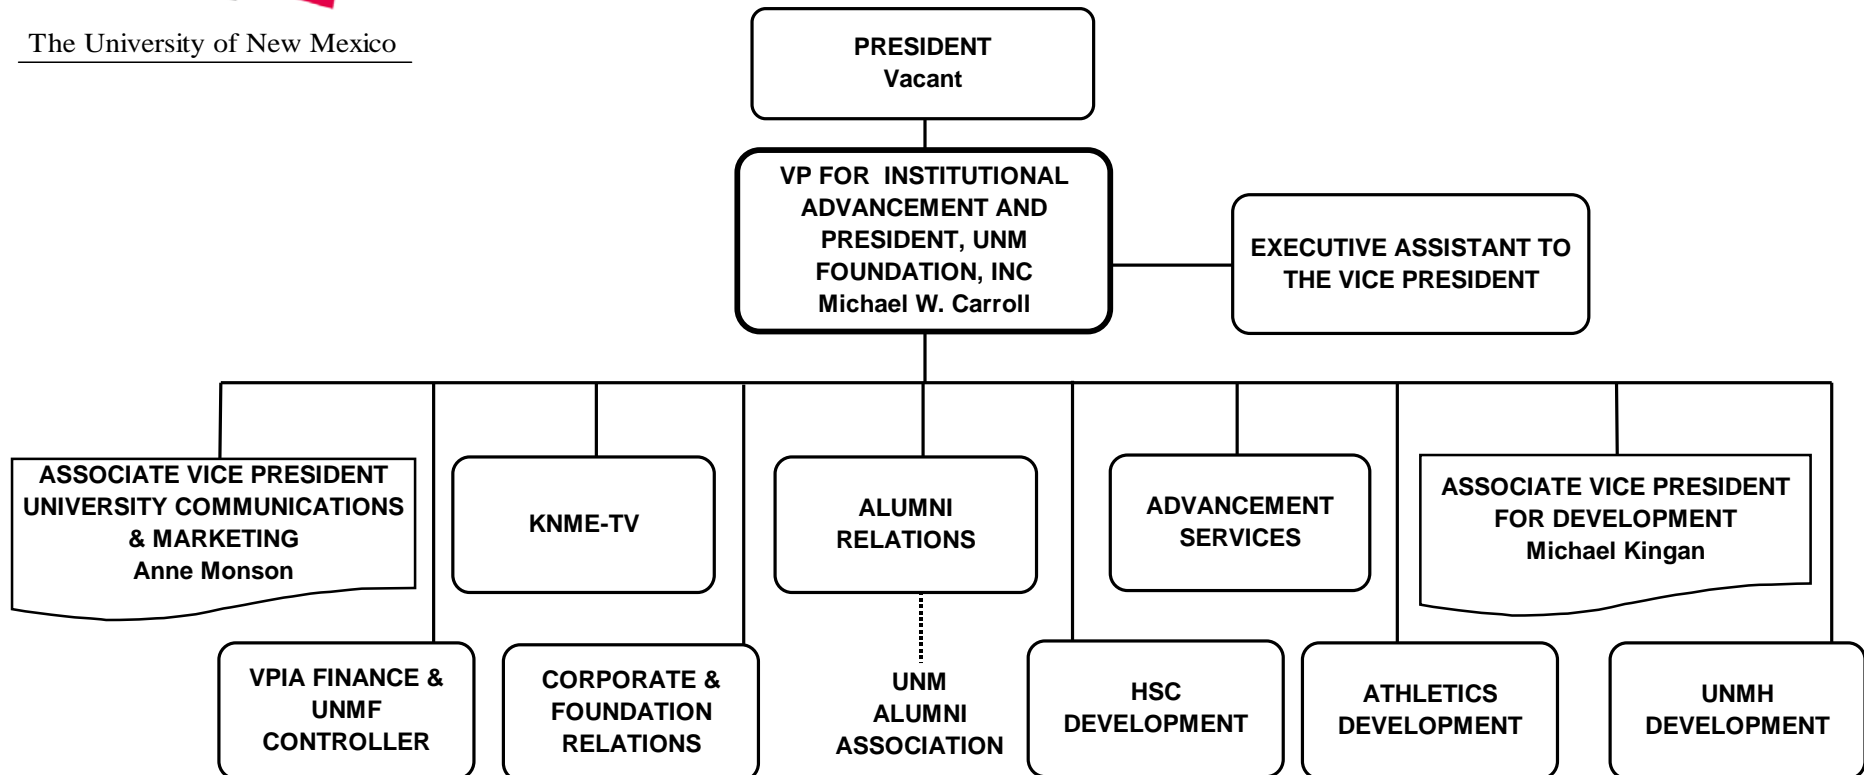 The University of New Mexico
PRESIDENT
Vacant
VP FOR INSTITUTIONAL
ADVANCEMENT AND
PRESIDENT, UNM
FOUNDATION, INC
Michael W. Carroll
EXECUTIVE ASSISTANT TO
THE VICE PRESIDENT
ASSOCIATE VICE PRESIDENT
UNIVERSITY COMMUNICATIONS
& MARKETING
Anne Monson
KNME-TV
ALUMNI
RELATIONS
ADVANCEMENT
SERVICES
ASSOCIATE VICE PRESIDENT
FOR DEVELOPMENT
Michael Kingan
VPIA FINANCE &
UNMF
CONTROLLER
CORPORATE &
FOUNDATION
RELATIONS
UNM
ALUMNI
ASSOCIATION
HSC
DEVELOPMENT
ATHLETICS
DEVELOPMENT
UNMH
DEVELOPMENT